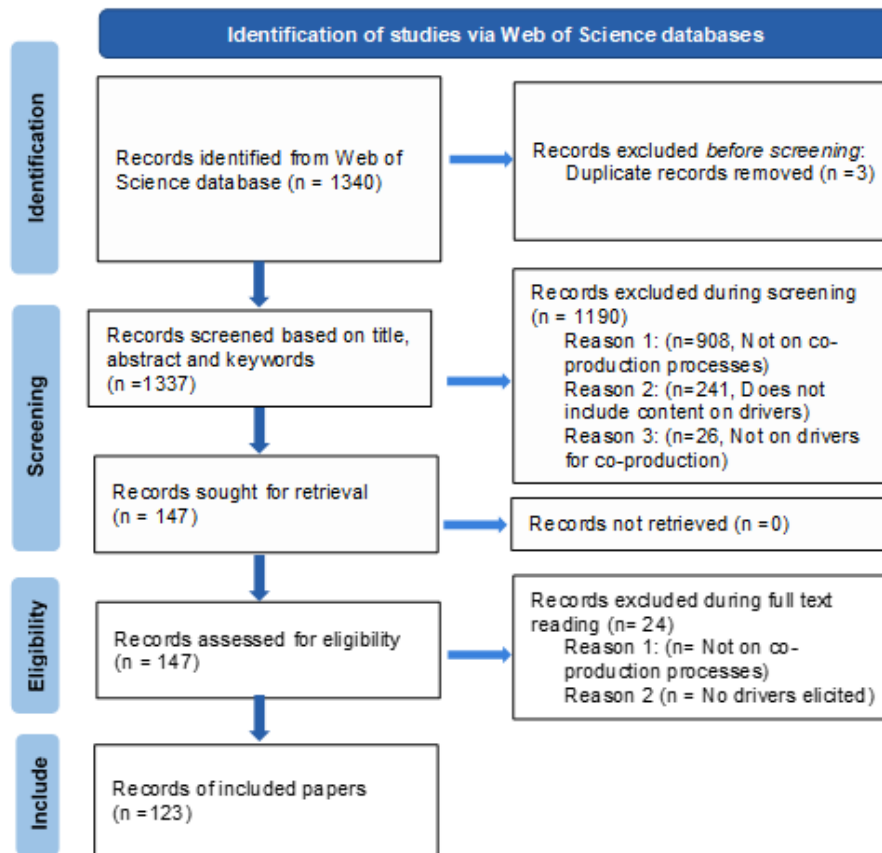 Identification of studies via Web of Science databases
Identification
Records identified from Web of
Science database (n = 1340)
Records excluded before screening:
Duplicate records removed (n =3)
Screening
Records screened based on title,
abstract and keywords
(n =1337)
Records excluded during screening
(n = 1190)
Reason 1: (n=908, Not on co-
production processes)
Reason 2: (n=241, Does not
include content on drivers)
Reason 3: (n=26, Not on drivers
for co-production)
Records sought for retrieval
(n = 147)
Records not retrieved (n =0)
Eligibility
Records assessed for eligibility
(n = 147)
Records excluded during full text
reading (n= 24)
Reason 1: (n= Not on co-
production processes)
Reason 2 (n = No drivers elicited)
Include
Records of included papers
(n =123)